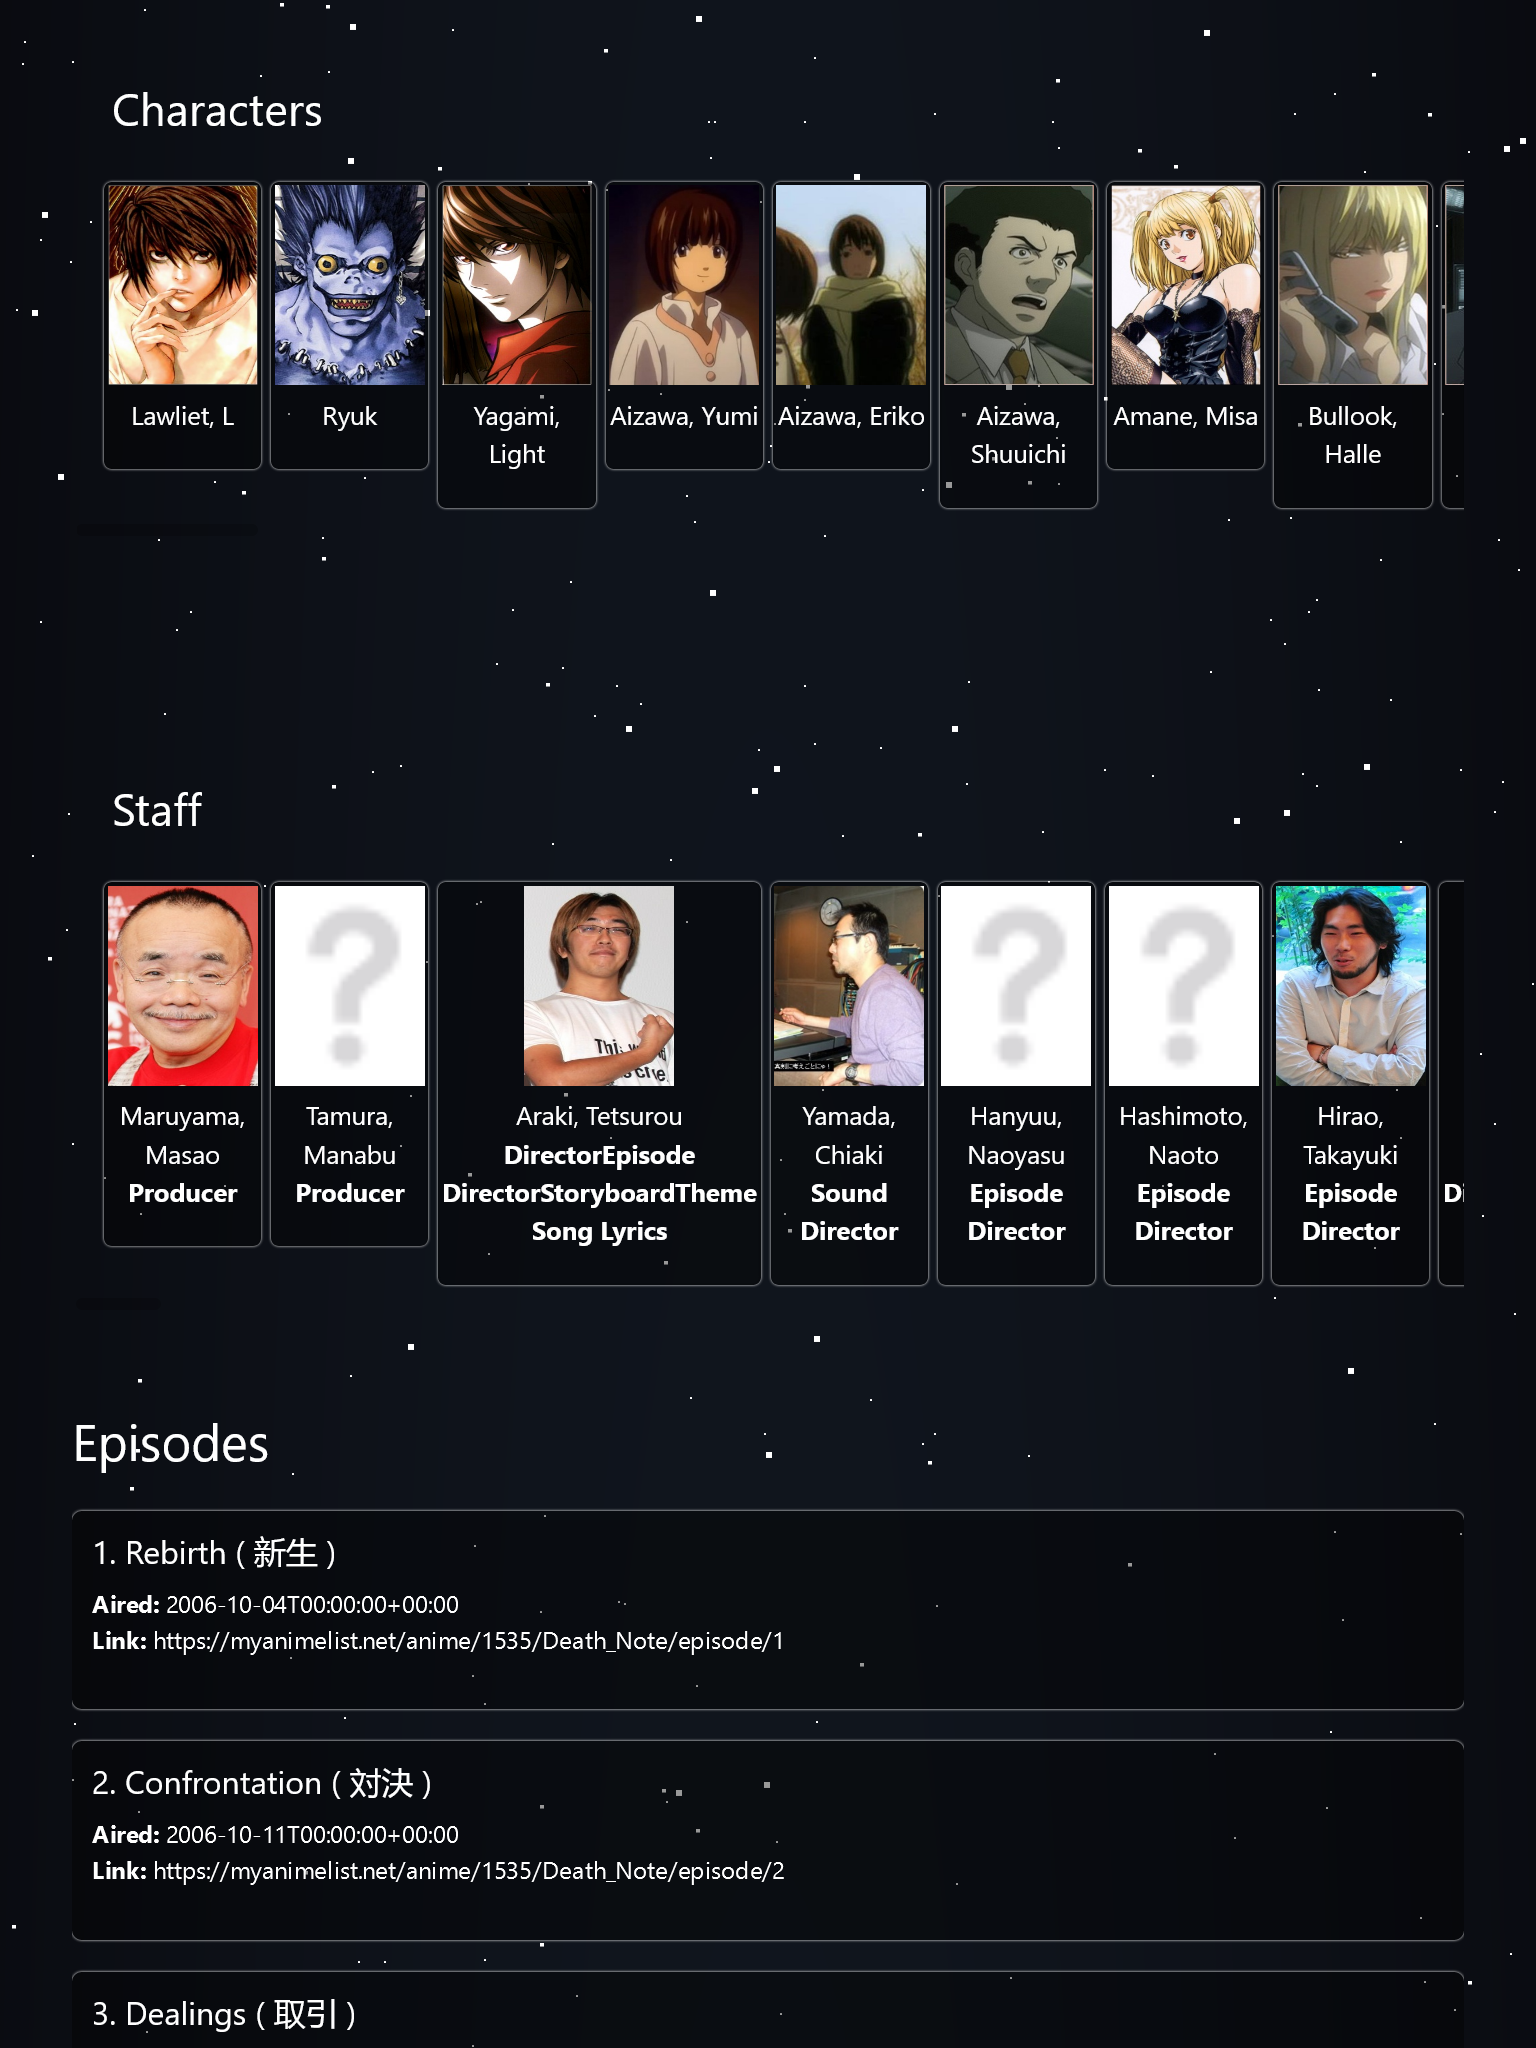 Characters
Lawliet, L
Ryuk
Yagami,
Light
Aizawa, Yumi
Aizawa, Eriko
Aizawa,
Shuuichi
Amane, Misa
Bullook,
Halle
Staff
This w
Maruyama,
Masao
Producer
Tamura,
Manabu
Producer
Araki, Tetsurou
DirectorEpisode
DirectorStoryboardTheme
Song Lyrics
Yamada,
Chiaki
Sound
Director
Hanyuu,
Naoyasu
Episode
Director
Hashimoto,
Naoto
Episode
Director
Hirao,
Takayuki
Episode
Director
Di
Episodes
1. Rebirth ( 新生 )
Aired: 2006-10-04T00:00:00+00:00
Link: https://myanimelist.net/anime/1535/Death_Note/episode/1
2. Confrontation ( 対決 )
Aired: 2006-10-11T00:00:00+00:00
Link: https://myanimelist.net/anime/1535/Death_Note/episode/2
3. Dealings ( 取引 )